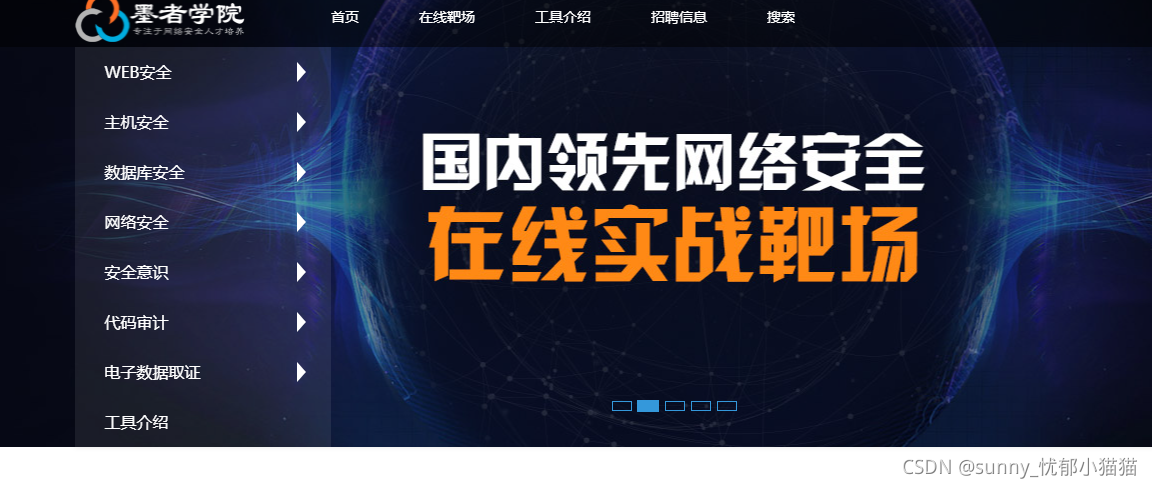 墨者学院
专注于网络安全人才培养
首页
在线靶场
工具介绍
招聘信息
搜索
WEB安全
主机安全
数据库安全
网络安全
安全意识
代码审计
电子数据取证
工具介绍
国内领先网络安全
在线实战靶场
CSDN @sunny_忧郁小猫猫